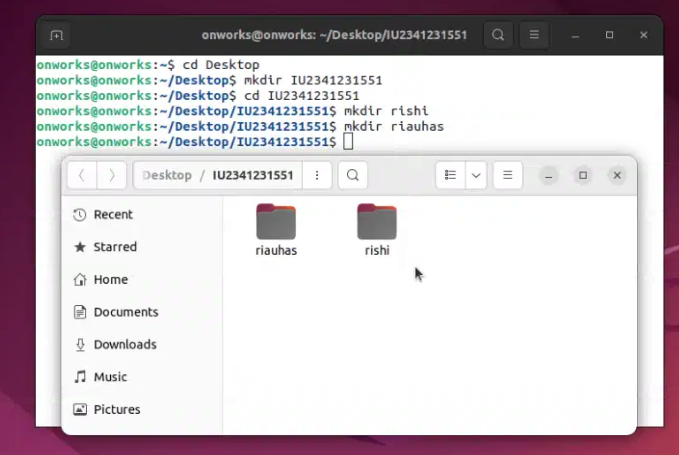 onworks@onworks: ~/Desktop/IU2341231551
onworks@onworks:~$ cd Desktop
onworks@onworks:~/Desktop$ mkdir IU2341231551
onworks@onworks:~/Desktop$ cd IU2341231551
onworks@onworks:~/Desktop/IU2341231551$ mkdir rishi
onworks@onworks:~/Desktop/IU2341231551$ mkdir riauhas
onworks@onworks:~/Desktop/IU2341231551$
Desktop / IU2341231551
Recent
Starred
Home
Documents
Downloads
Music
Pictures
riauhas
rishi